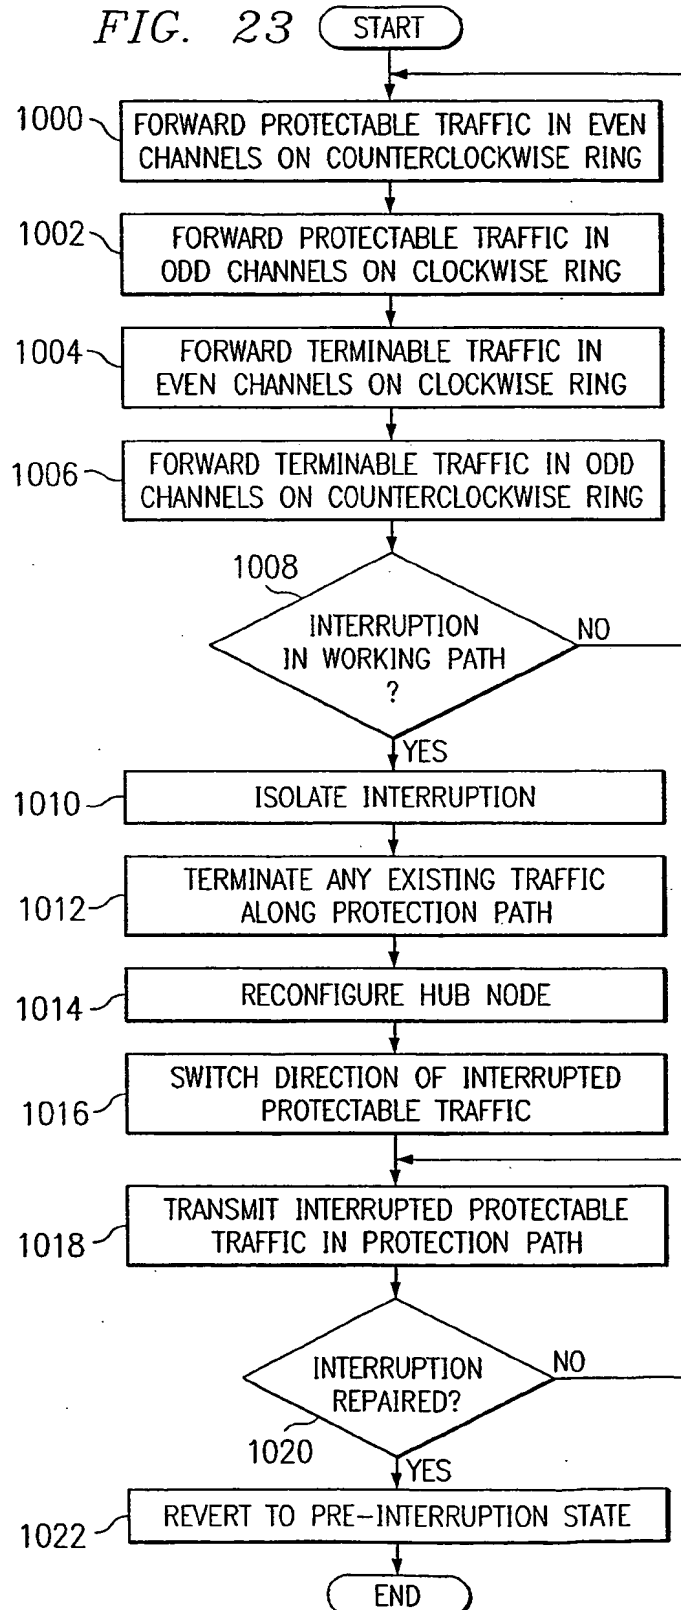 FIG. 23
START
1000
FORWARD PROTECTABLE TRAFFIC IN EVEN
CHANNELS ON COUNTERCLOCKWISE RING
1002
FORWARD PROTECTABLE TRAFFIC IN
ODD CHANNELS ON CLOCKWISE RING
1004
FORWARD TERMINABLE TRAFFIC IN
EVEN CHANNELS ON CLOCKWISE RING
1006
FORWARD TERMINABLE TRAFFIC IN ODD
CHANNELS ON COUNTERCLOCKWISE RING
1008
INTERRUPTION
IN WORKING PATH
?
NO
YES
1010
ISOLATE INTERRUPTION
1012
TERMINATE ANY EXISTING TRAFFIC
ALONG PROTECTION PATH
1014
RECONFIGURE HUB NODE
1016
SWITCH DIRECTION OF INTERRUPTED
PROTECTABLE TRAFFIC
1018
TRANSMIT INTERRUPTED PROTECTABLE
TRAFFIC IN PROTECTION PATH
INTERRUPTION
REPAIRED?
NO
1020
YES
1022
REVERT TO PRE-INTERRUPTION STATE
END